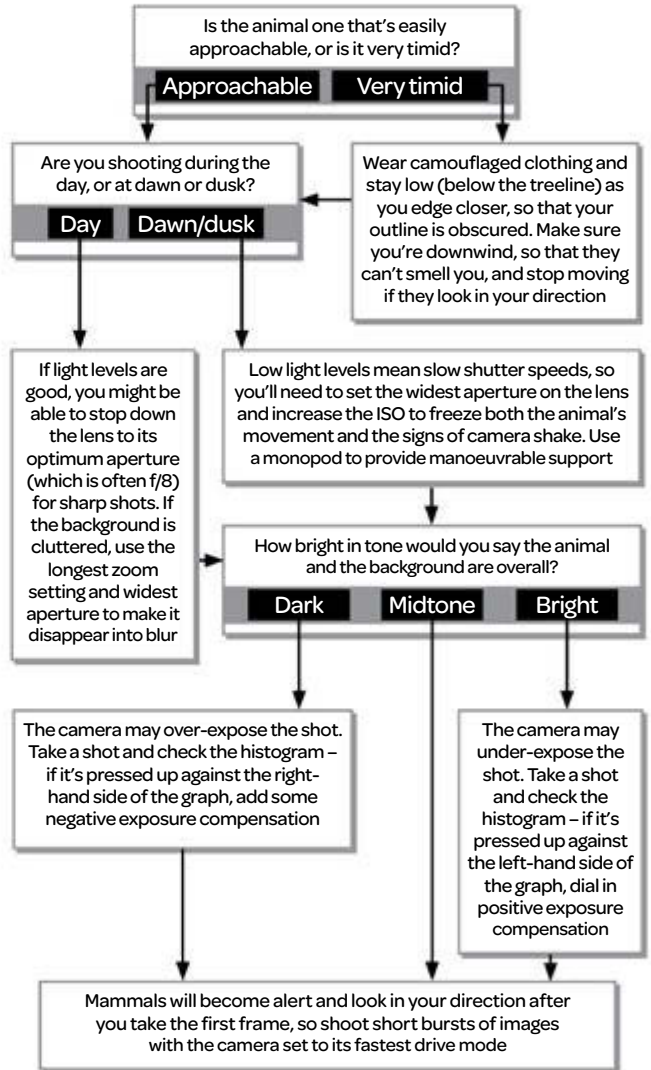 Is the animal one that's easily
approachable, or is it very timid?
Approachable
Very timid
Are you shooting during the
day, or at dawn or dusk?
Day
Dawn/dusk
Wear camouflaged clothing and
stay low (below the treeline) as
you edge closer, so that your
outline is obscured. Make sure
you're downwind, so that they
can't smell you, and stop moving
if they look in your direction
If light levels are
good, you might be
able to stop down
the lens to its
optimum aperture
(which is often f/8)
for sharp shots. If
the background is
cluttered, use the
longest zoom
setting and widest
aperture to make it
disappear into blur
Low light levels mean slow shutter speeds, so
you'll need to set the widest aperture on the lens
and increase the ISO to freeze both the animal's
movement and the signs of camera shake. Use
a monopod to provide manoeuvrable support
How bright in tone would you say the animal
and the background are overall?
Dark
Midtone
Bright
The camera may over-expose the shot.
Take a shot and check the histogram –
if it's pressed up against the right-
hand side of the graph, add some
negative exposure compensation
The camera may
under-expose the
shot. Take a shot
and check the
histogram – if it's
pressed up against
the left-hand side of
the graph, dial in
positive exposure
compensation
Mammals will become alert and look in your direction after
you take the first frame, so shoot short bursts of images
with the camera set to its fastest drive mode